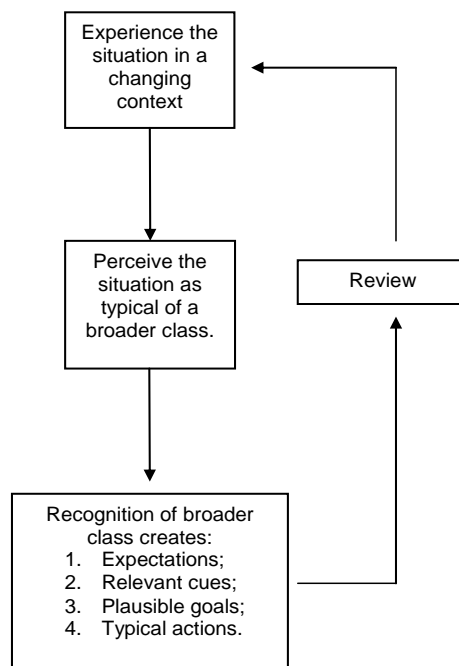 Experience the
situation in a
changing
context
Perceive the
situation as
typical of a
broader class.
Review
Recognition of broader
class creates:
1. Expectations;
2. Relevant cues;
3. Plausible goals;
4. Typical actions.